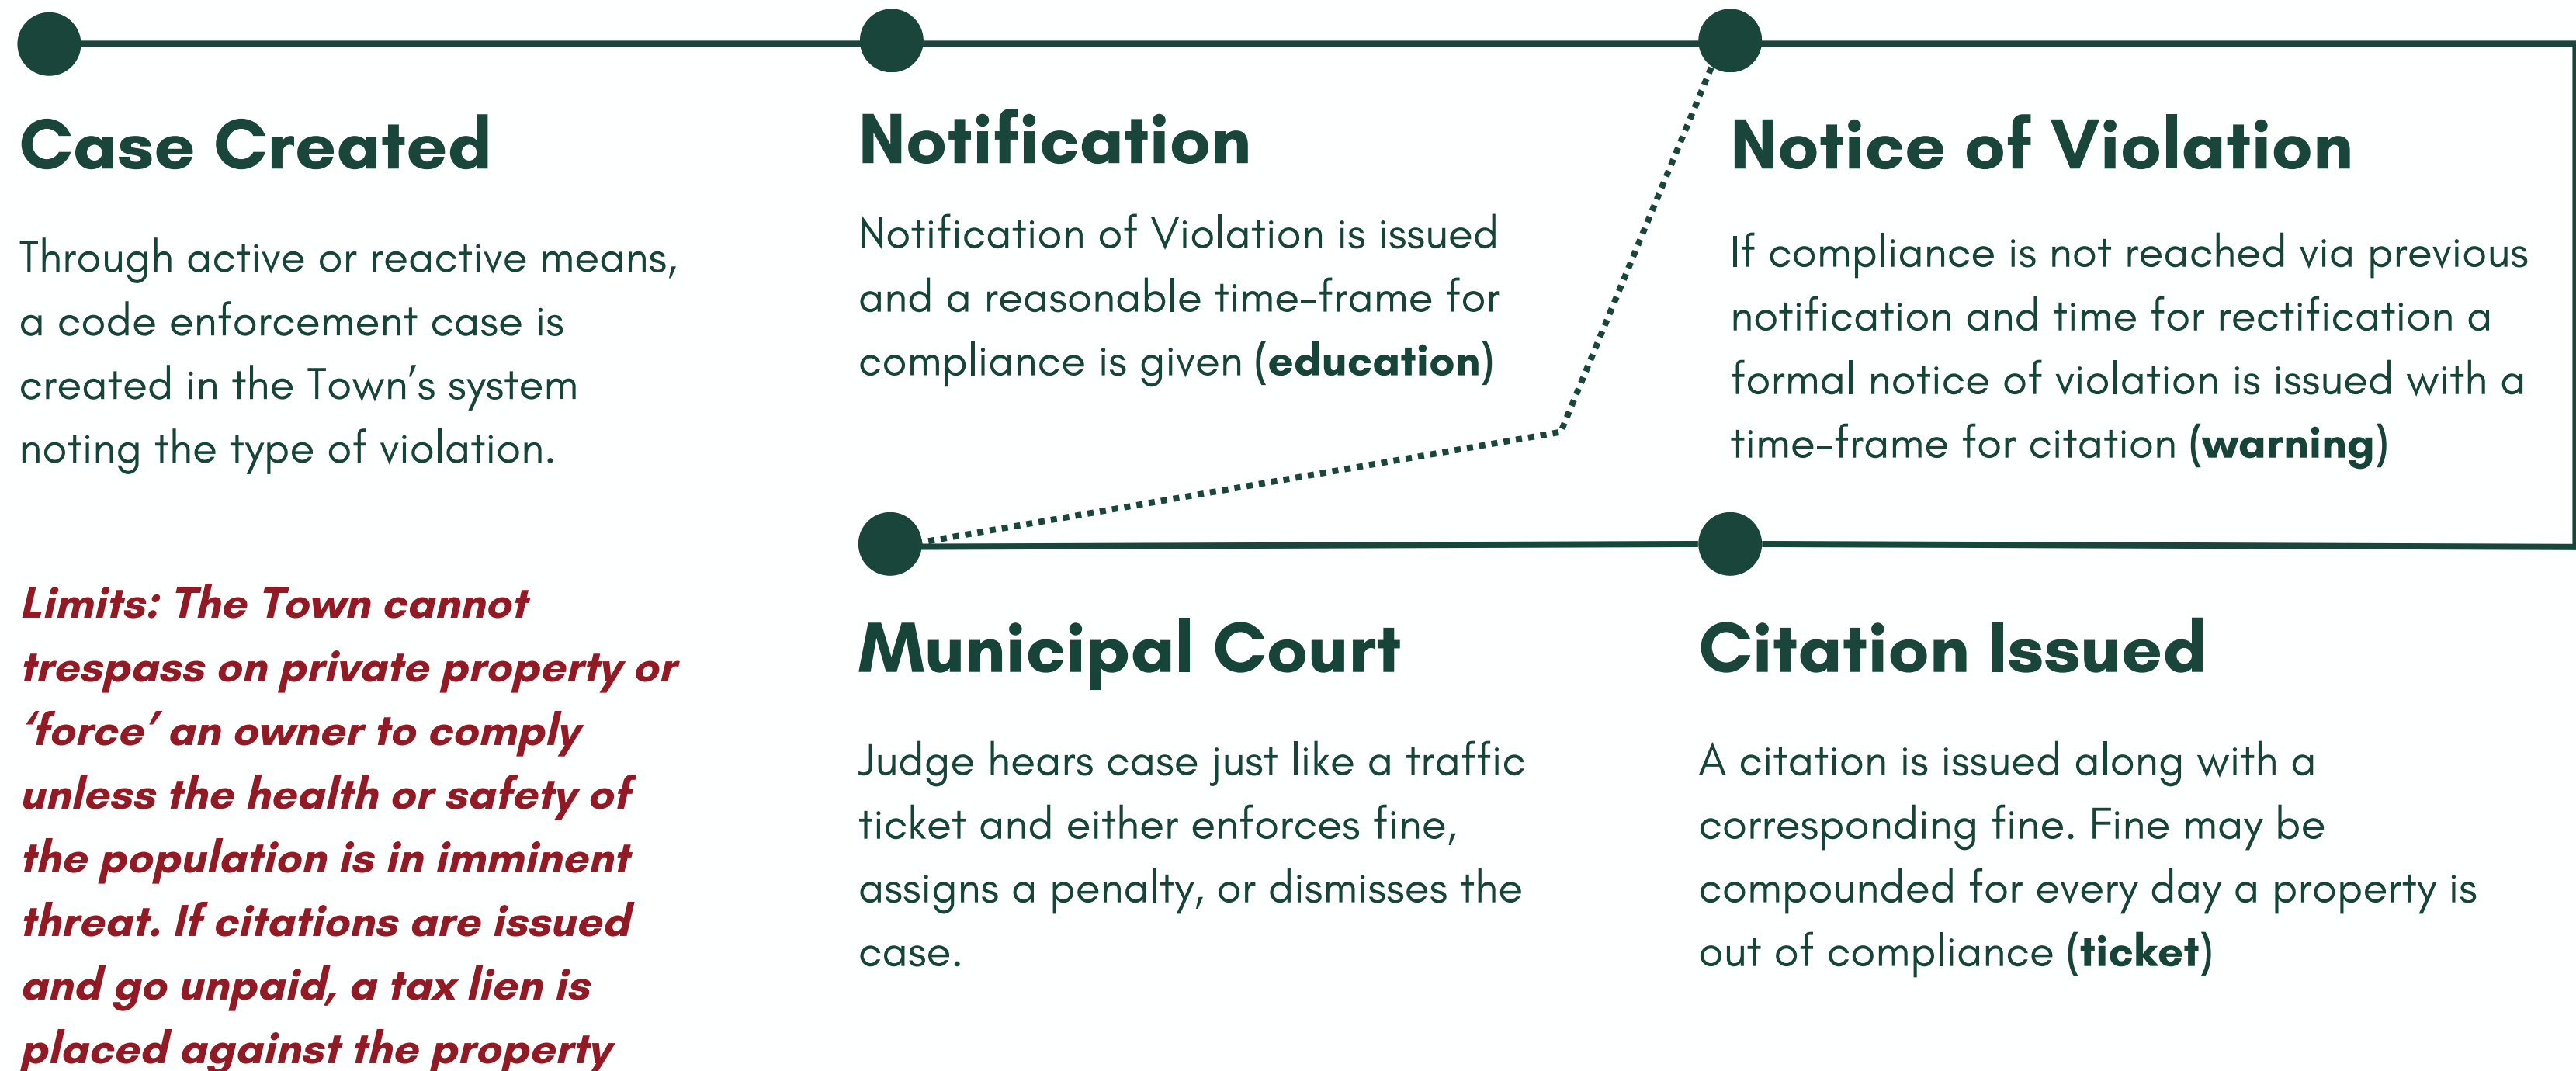 Case Created
Through active or reactive means,
a code enforcement case is
created in the Town's system
noting the type of violation.
Notification
Notification of Violation is issued
and a reasonable time-frame for
compliance is given (education)
Notice of Violation
If compliance is not reached via previous
notification and time for rectification a
formal notice of violation is issued with a
time-frame for citation (warning)
Limits: The Town cannot
trespass on private property or
‘force’ an owner to comply
unless the health or safety of
the population is in imminent
threat. If citations are issued
and go unpaid, a tax lien is
placed against the property
Municipal Court
Judge hears case just like a traffic
ticket and either enforces fine,
assigns a penalty, or dismisses the
case.
Citation Issued
A citation is issued along with a
corresponding fine. Fine may be
compounded for every day a property is
out of compliance (ticket)